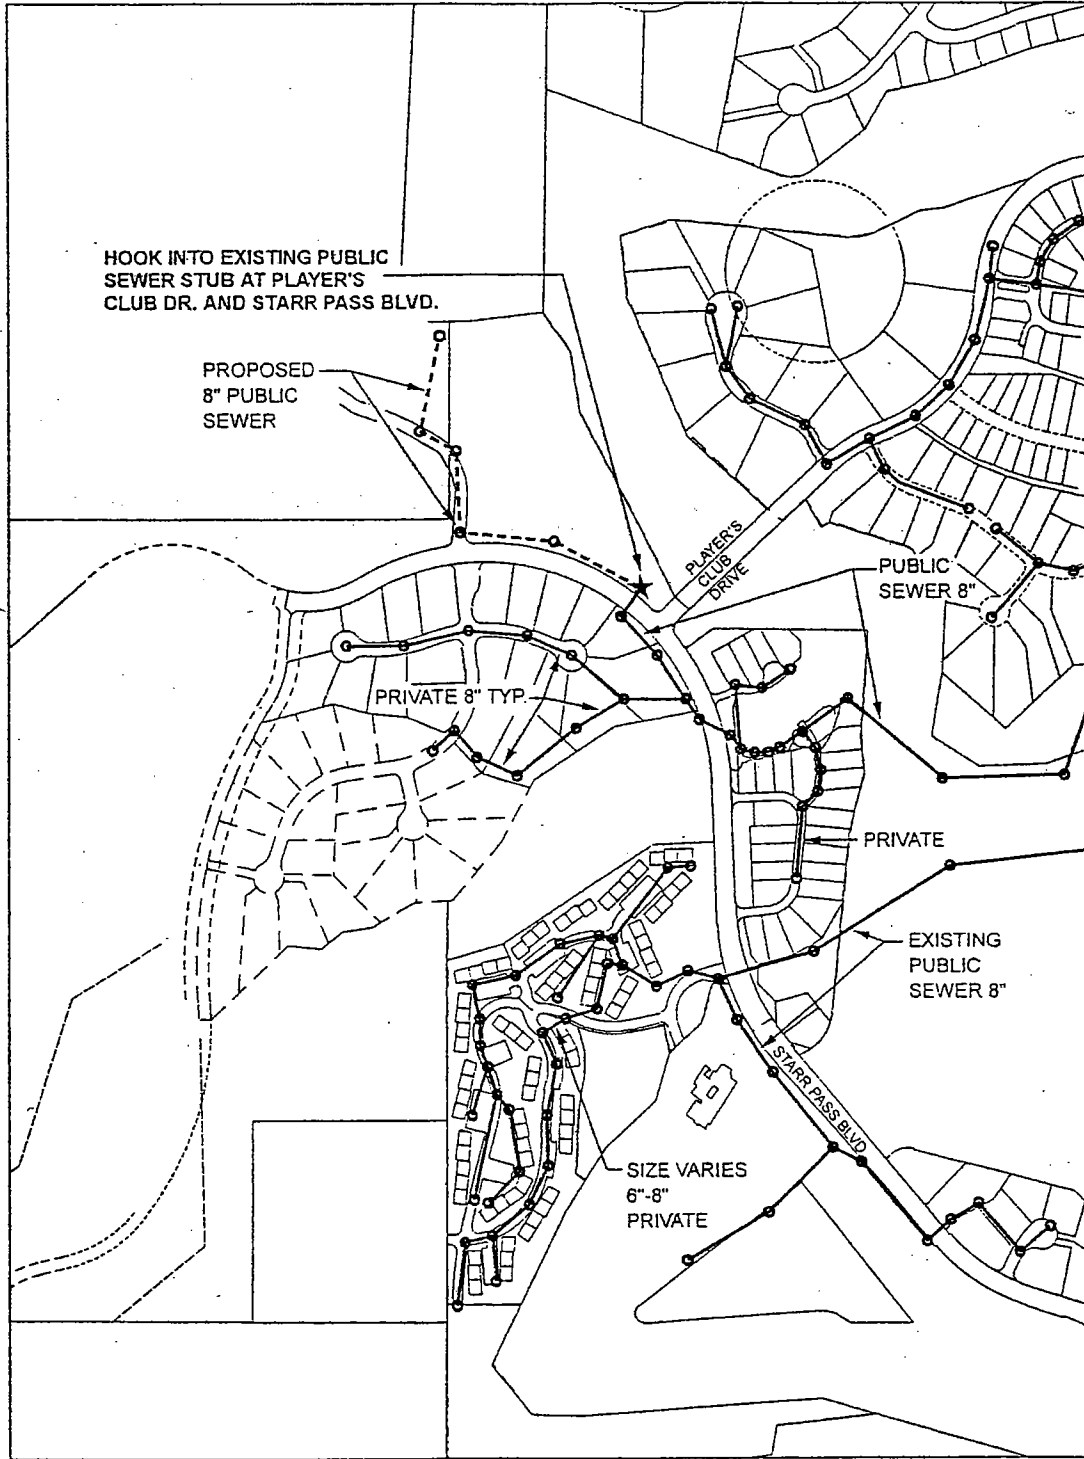 HOOK INTO EXISTING PUBLIC
SEWER STUB AT PLAYER'S
CLUB DR. AND STARR PASS BLVD.
PROPOSED
8" PUBLIC
SEWER
PLAYER'S
CLUB
DRIVE
PUBLIC
SEWER 8"
PRIVATE 8" TYP.
PRIVATE
EXISTING
PUBLIC
SEWER 8"
STARR PASS BLVD
SIZE VARIES
6"-8"
PRIVATE